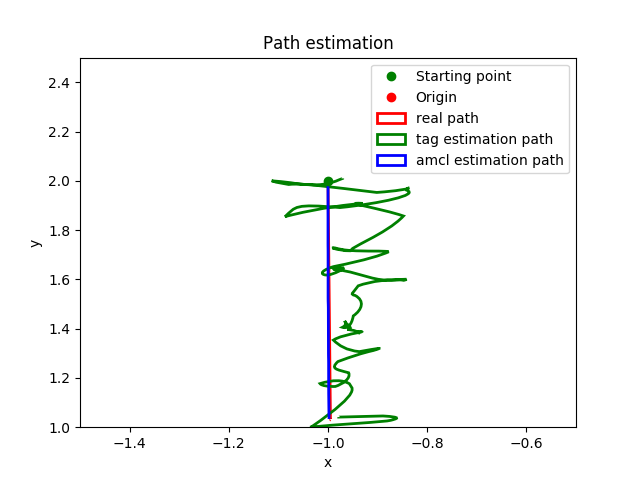 Path estimation
Starting point
Origin
real path
tag estimation path
amcl estimation path
2.4
2.2
2.0
1.8
1.6
1.4
1.2
1.0
y
−1.4
−1.2
−1.0
−0.8
−0.6
x